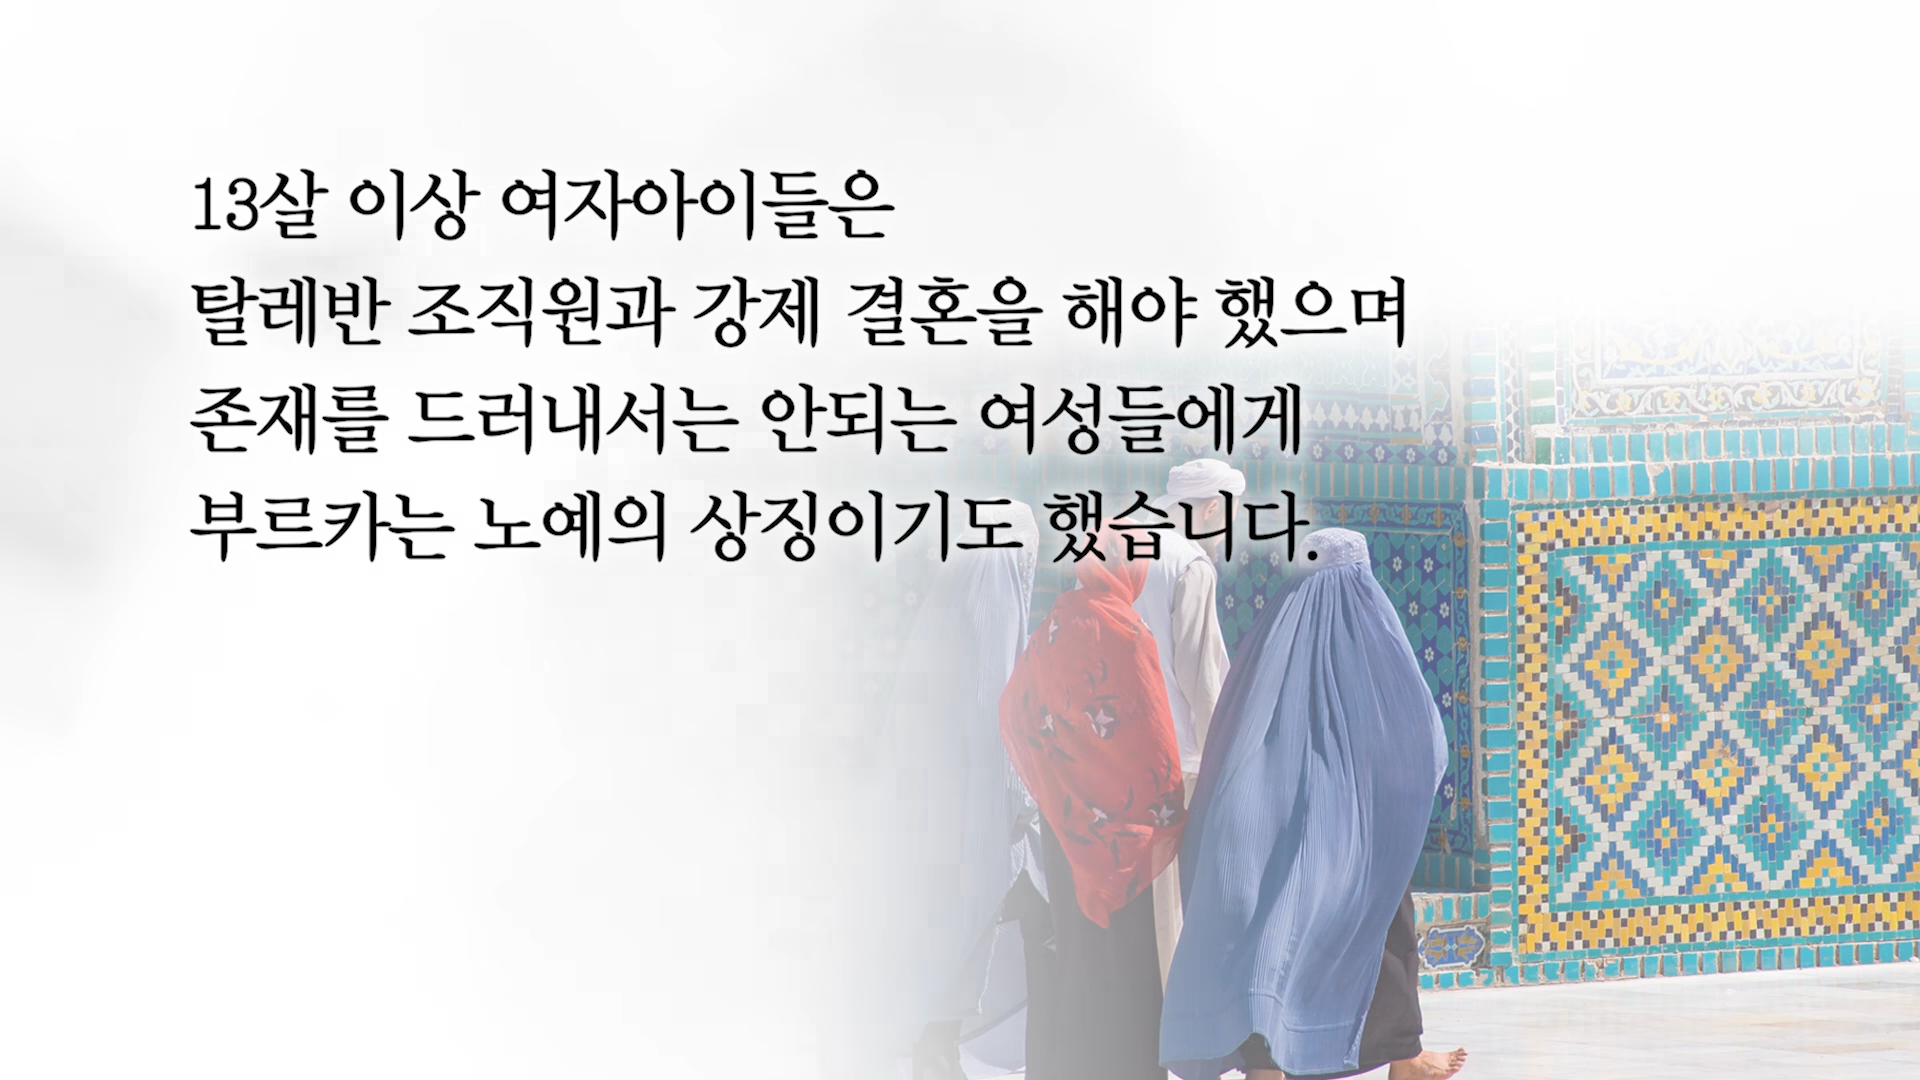 13살 이상 여자아이들은
탈레반 조직원과 강제 결혼을 해야 했으며
존재를 드러내서는 안되는 여성들에게
부르카는 노예의 상징이기도 했습니다.